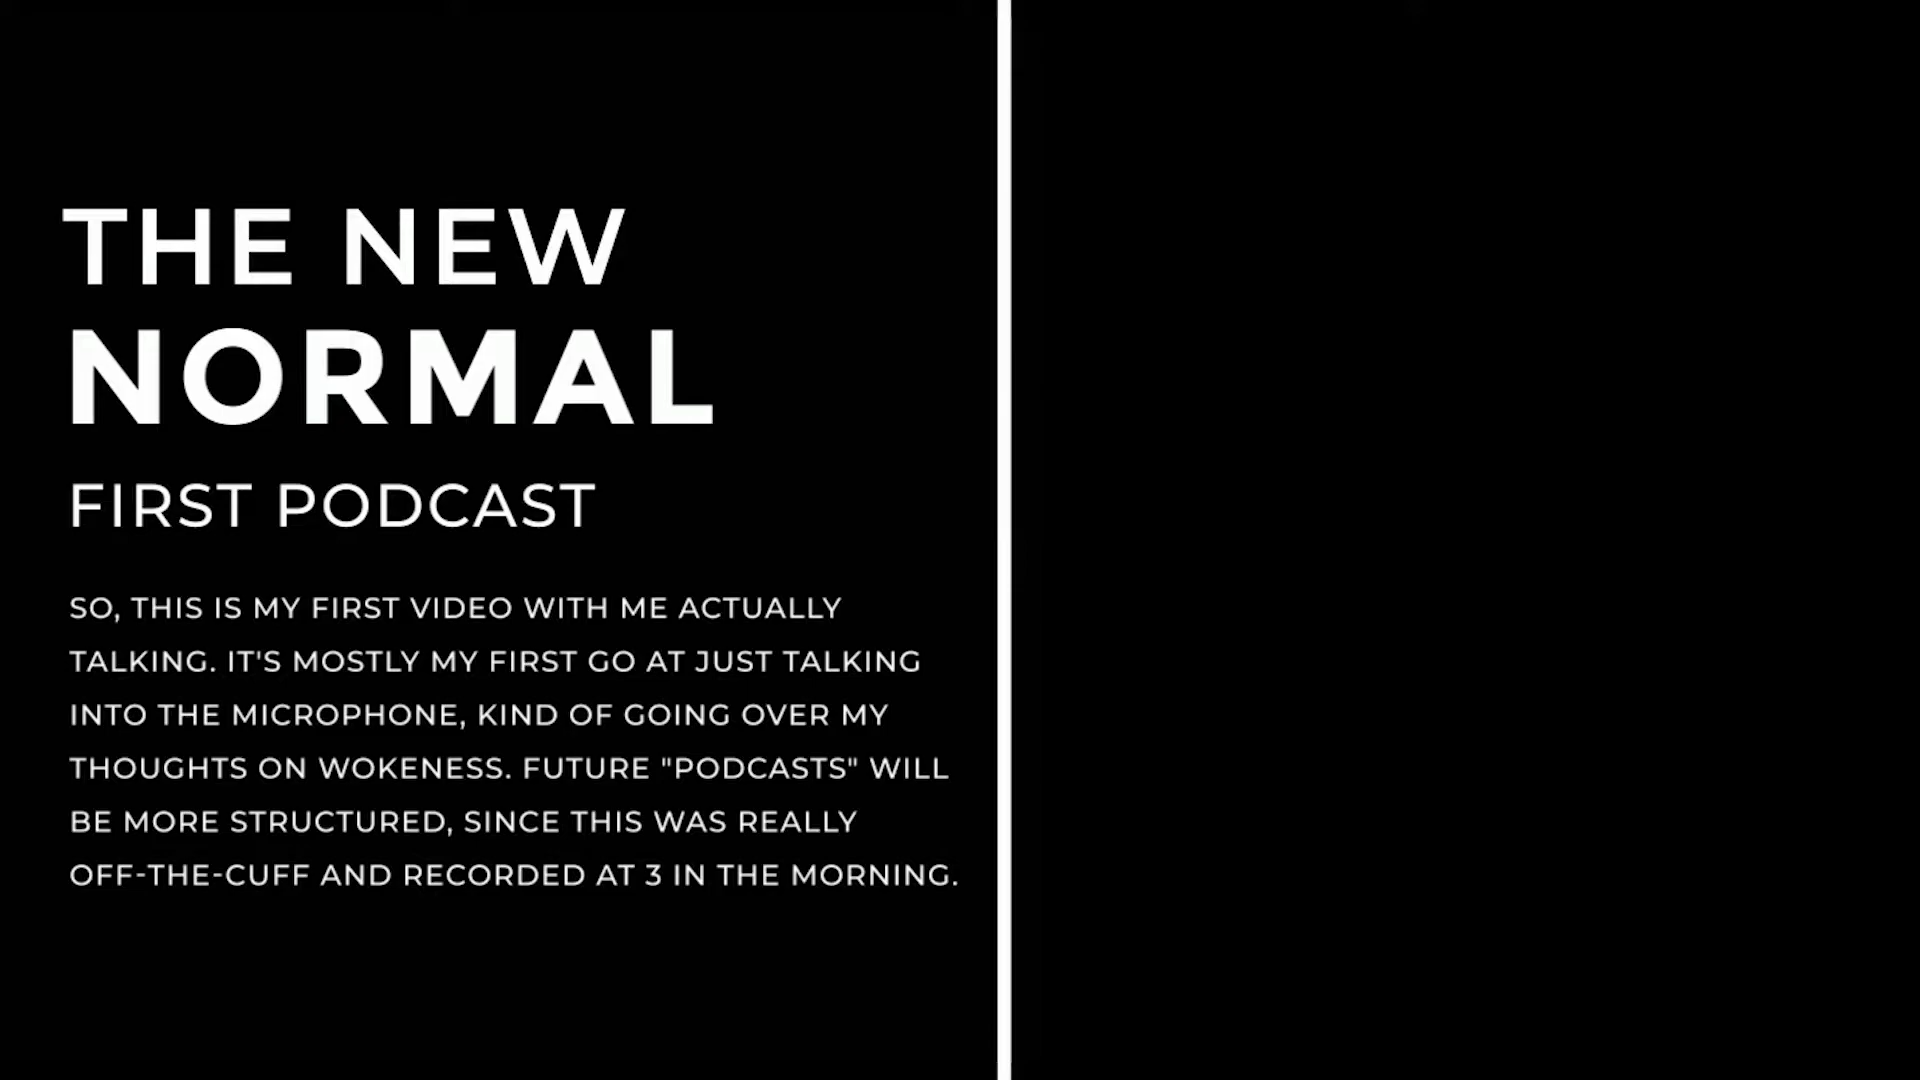 THE NEW
NORMAL
FIRST PODCAST
SO, THIS IS MY FIRST VIDEO WITH ME ACTUALLY
TALKING. IT'S MOSTLY MY FIRST GO AT JUST TALKING
INTO THE MICROPHONE, KIND OF GOING OVER MY
THOUGHTS ON WOKENESS. FUTURE "PODCASTS" WILL
BE MORE STRUCTURED, SINCE THIS WAS REALLY
OFF-THE-CUFF AND RECORDED AT 3 IN THE MORNING.